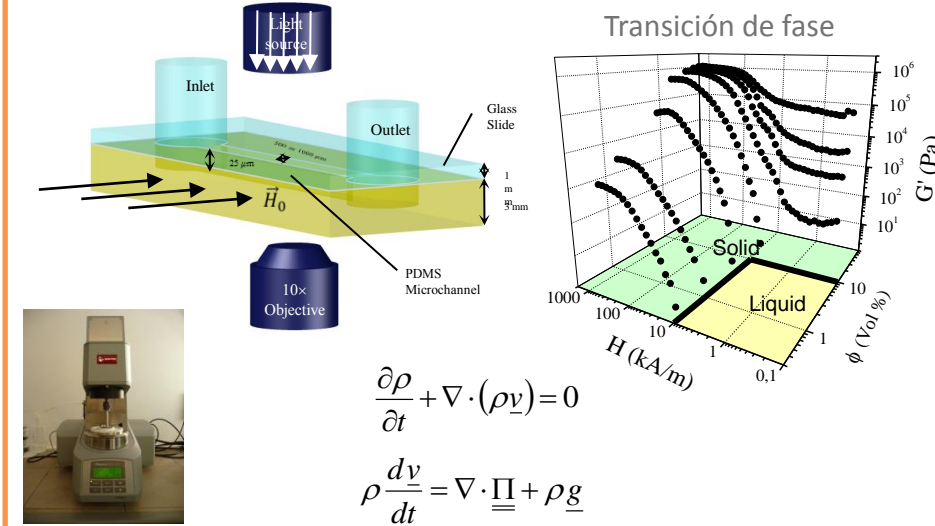 Transición de fase
Light
source
Inlet
Outlet
Glass
Slide
25 µm
1
m
m
3 mm
H₀
PDMS
Microchannel
10×
Objective
10⁶
10⁵
10⁴
10³
10²
10¹
G' (Pa)
Solid
Liquid
1000
100
10
1
0,1
H (kA/m)
10
1
ϕ (Vol %)
∂ρ/∂t + ∇·(ρv) = 0
ρ dv/dt = ∇·Π + ρg